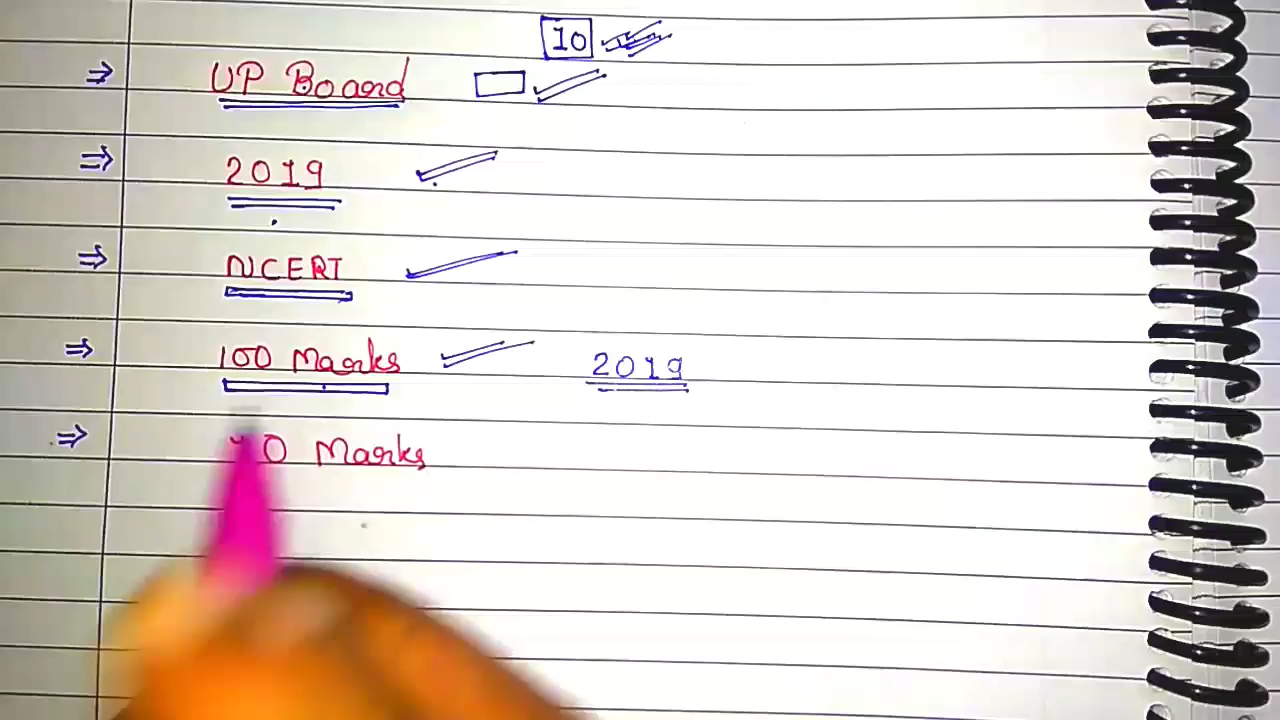 10
⇒ UP Board
⇒ 2019
⇒ NCERT
⇒ 100 Marks 2019
⇒ Marks